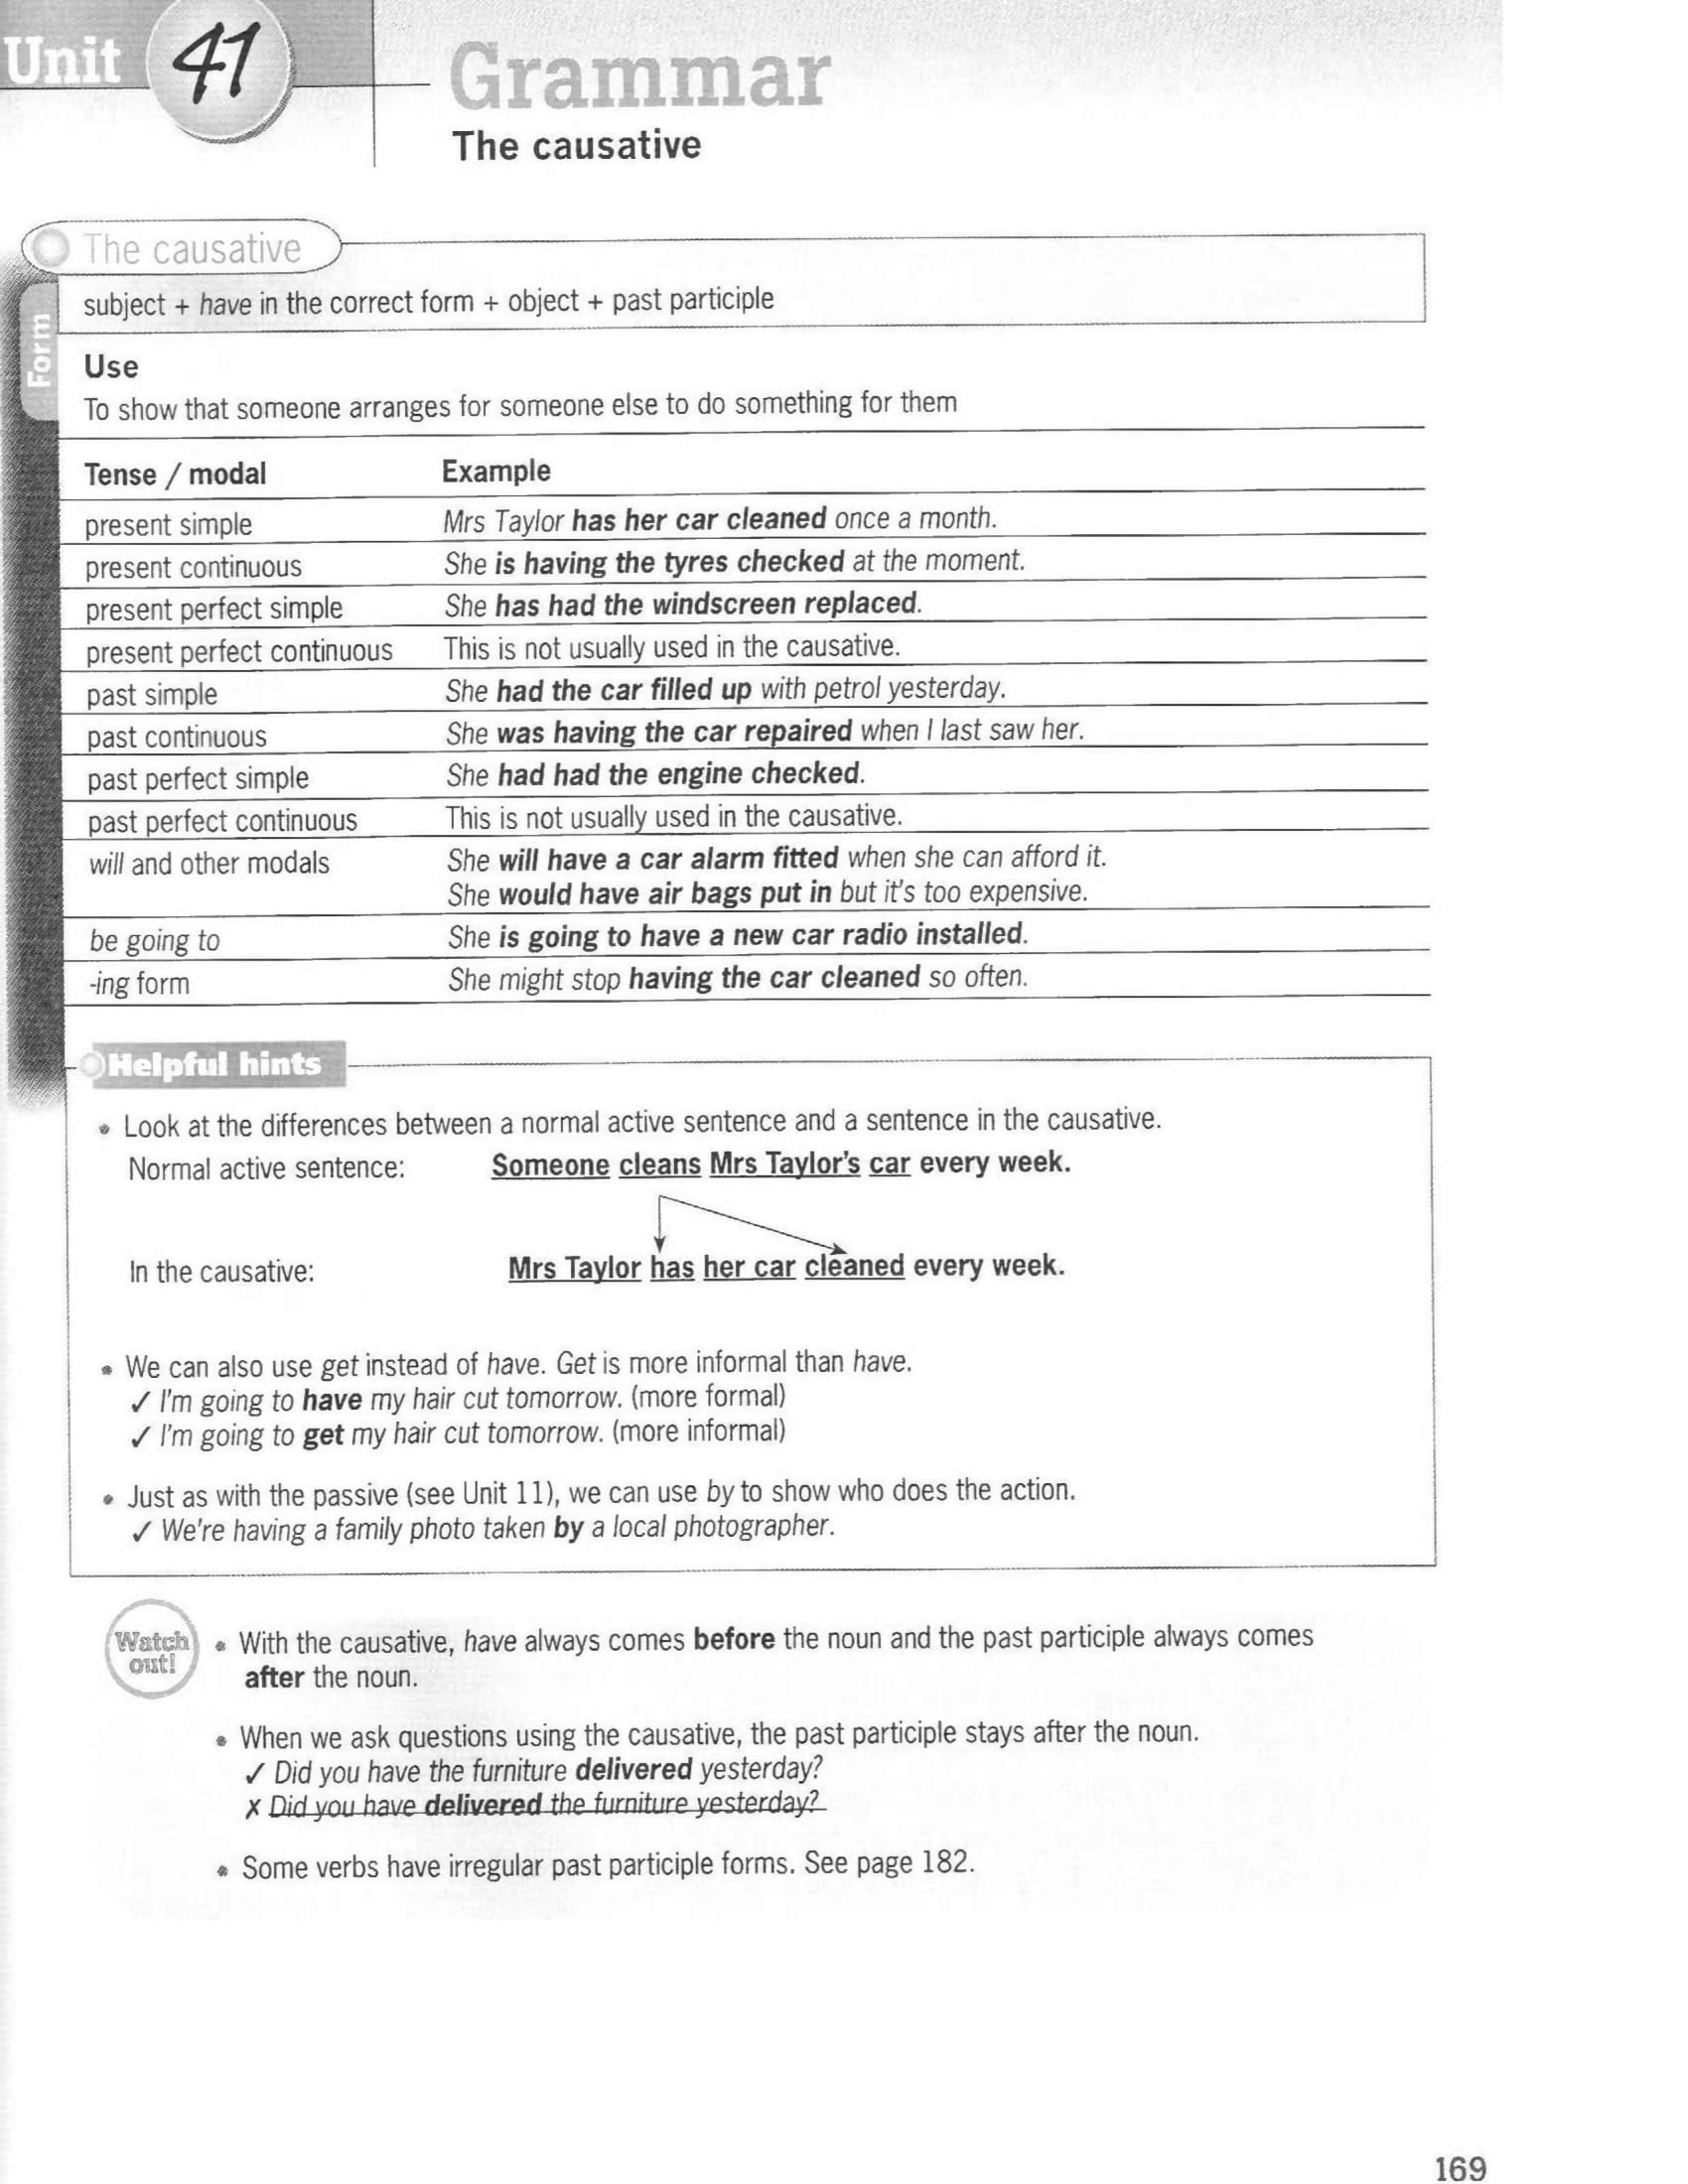 Unit 41
Grammar
The causative
The causative
Form
subject + have in the correct form + object + past participle
Use
To show that someone arranges for someone else to do something for them
Tense / modal Example
present simple Mrs Taylor has her car cleaned once a month.
present continuous She is having the tyres checked at the moment.
present perfect simple She has had the windscreen replaced.
present perfect continuous This is not usually used in the causative.
past simple She had the car filled up with petrol yesterday.
past continuous She was having the car repaired when I last saw her.
past perfect simple She had had the engine checked.
past perfect continuous This is not usually used in the causative.
will and other modals She will have a car alarm fitted when she can afford it.
She would have air bags put in but it's too expensive.
be going to She is going to have a new car radio installed.
-ing form She might stop having the car cleaned so often.
Helpful hints
• Look at the differences between a normal active sentence and a sentence in the causative.
Normal active sentence: Someone cleans Mrs Taylor's car every week.
In the causative: Mrs Taylor has her car cleaned every week.
• We can also use get instead of have. Get is more informal than have.
✓ I'm going to have my hair cut tomorrow. (more formal)
✓ I'm going to get my hair cut tomorrow. (more informal)
• Just as with the passive (see Unit 11), we can use by to show who does the action.
✓ We're having a family photo taken by a local photographer.
Watch
out!
• With the causative, have always comes before the noun and the past participle always comes
after the noun.
• When we ask questions using the causative, the past participle stays after the noun.
✓ Did you have the furniture delivered yesterday?
✗ Did you have delivered the furniture yesterday?
• Some verbs have irregular past participle forms. See page 182.
169